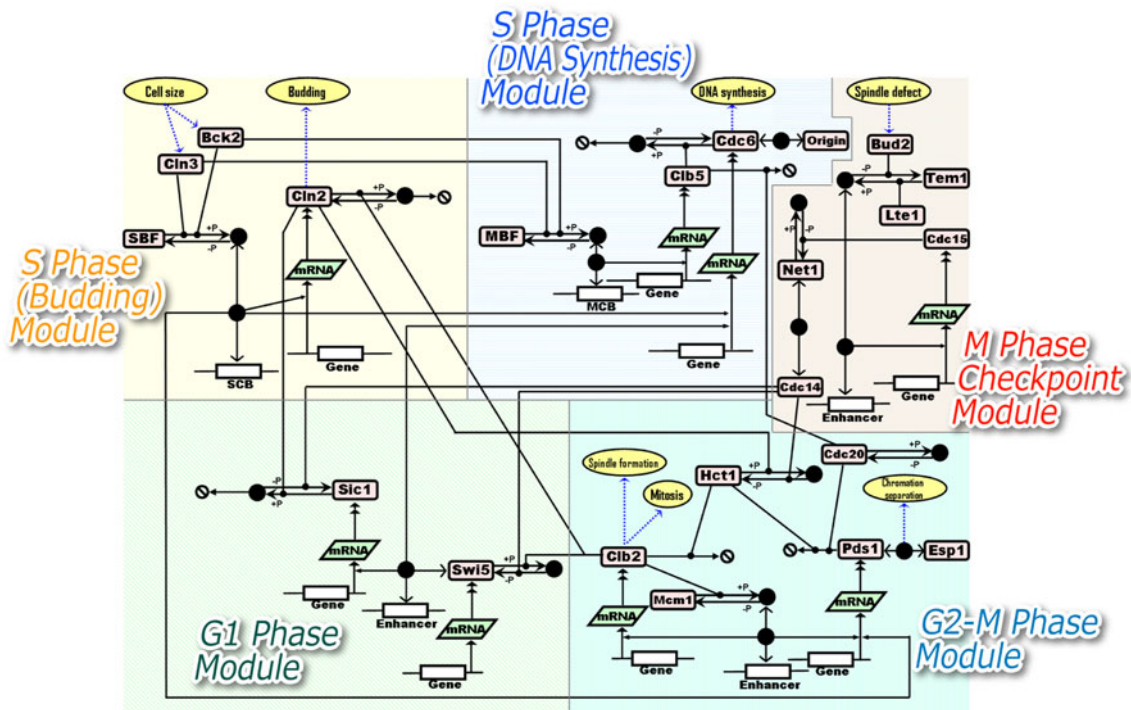 S Phase
(DNA Synthesis)
Module
Cell size
Budding
DNA synthesis
Spindle defect
Bck2
Cln3
Cln2
+P
-P
SBF
+P
-P
mRNA
Gene
SCB
S Phase
(Budding)
Module
-P
+P
Cdc6
Origin
Clb5
MBF
+P
-P
mRNA
mRNA
Gene
MCB
Gene
Bud2
-P
+P
Tem1
Lte1
+P
-P
Cdc15
Net1
mRNA
Cdc14
Enhancer
Gene
M Phase
Checkpoint
Module
-P
+P
Sic1
mRNA
Gene
Enhancer
Swi5
+P
-P
mRNA
Gene
G1 Phase
Module
Spindle formation
Mitosis
Hct1
+P
-P
Cdc20
+P
-P
Chromation
separation
Clb2
Pds1
Esp1
Mcm1
+P
-P
mRNA
mRNA
Gene
Enhancer
Gene
G2-M Phase
Module